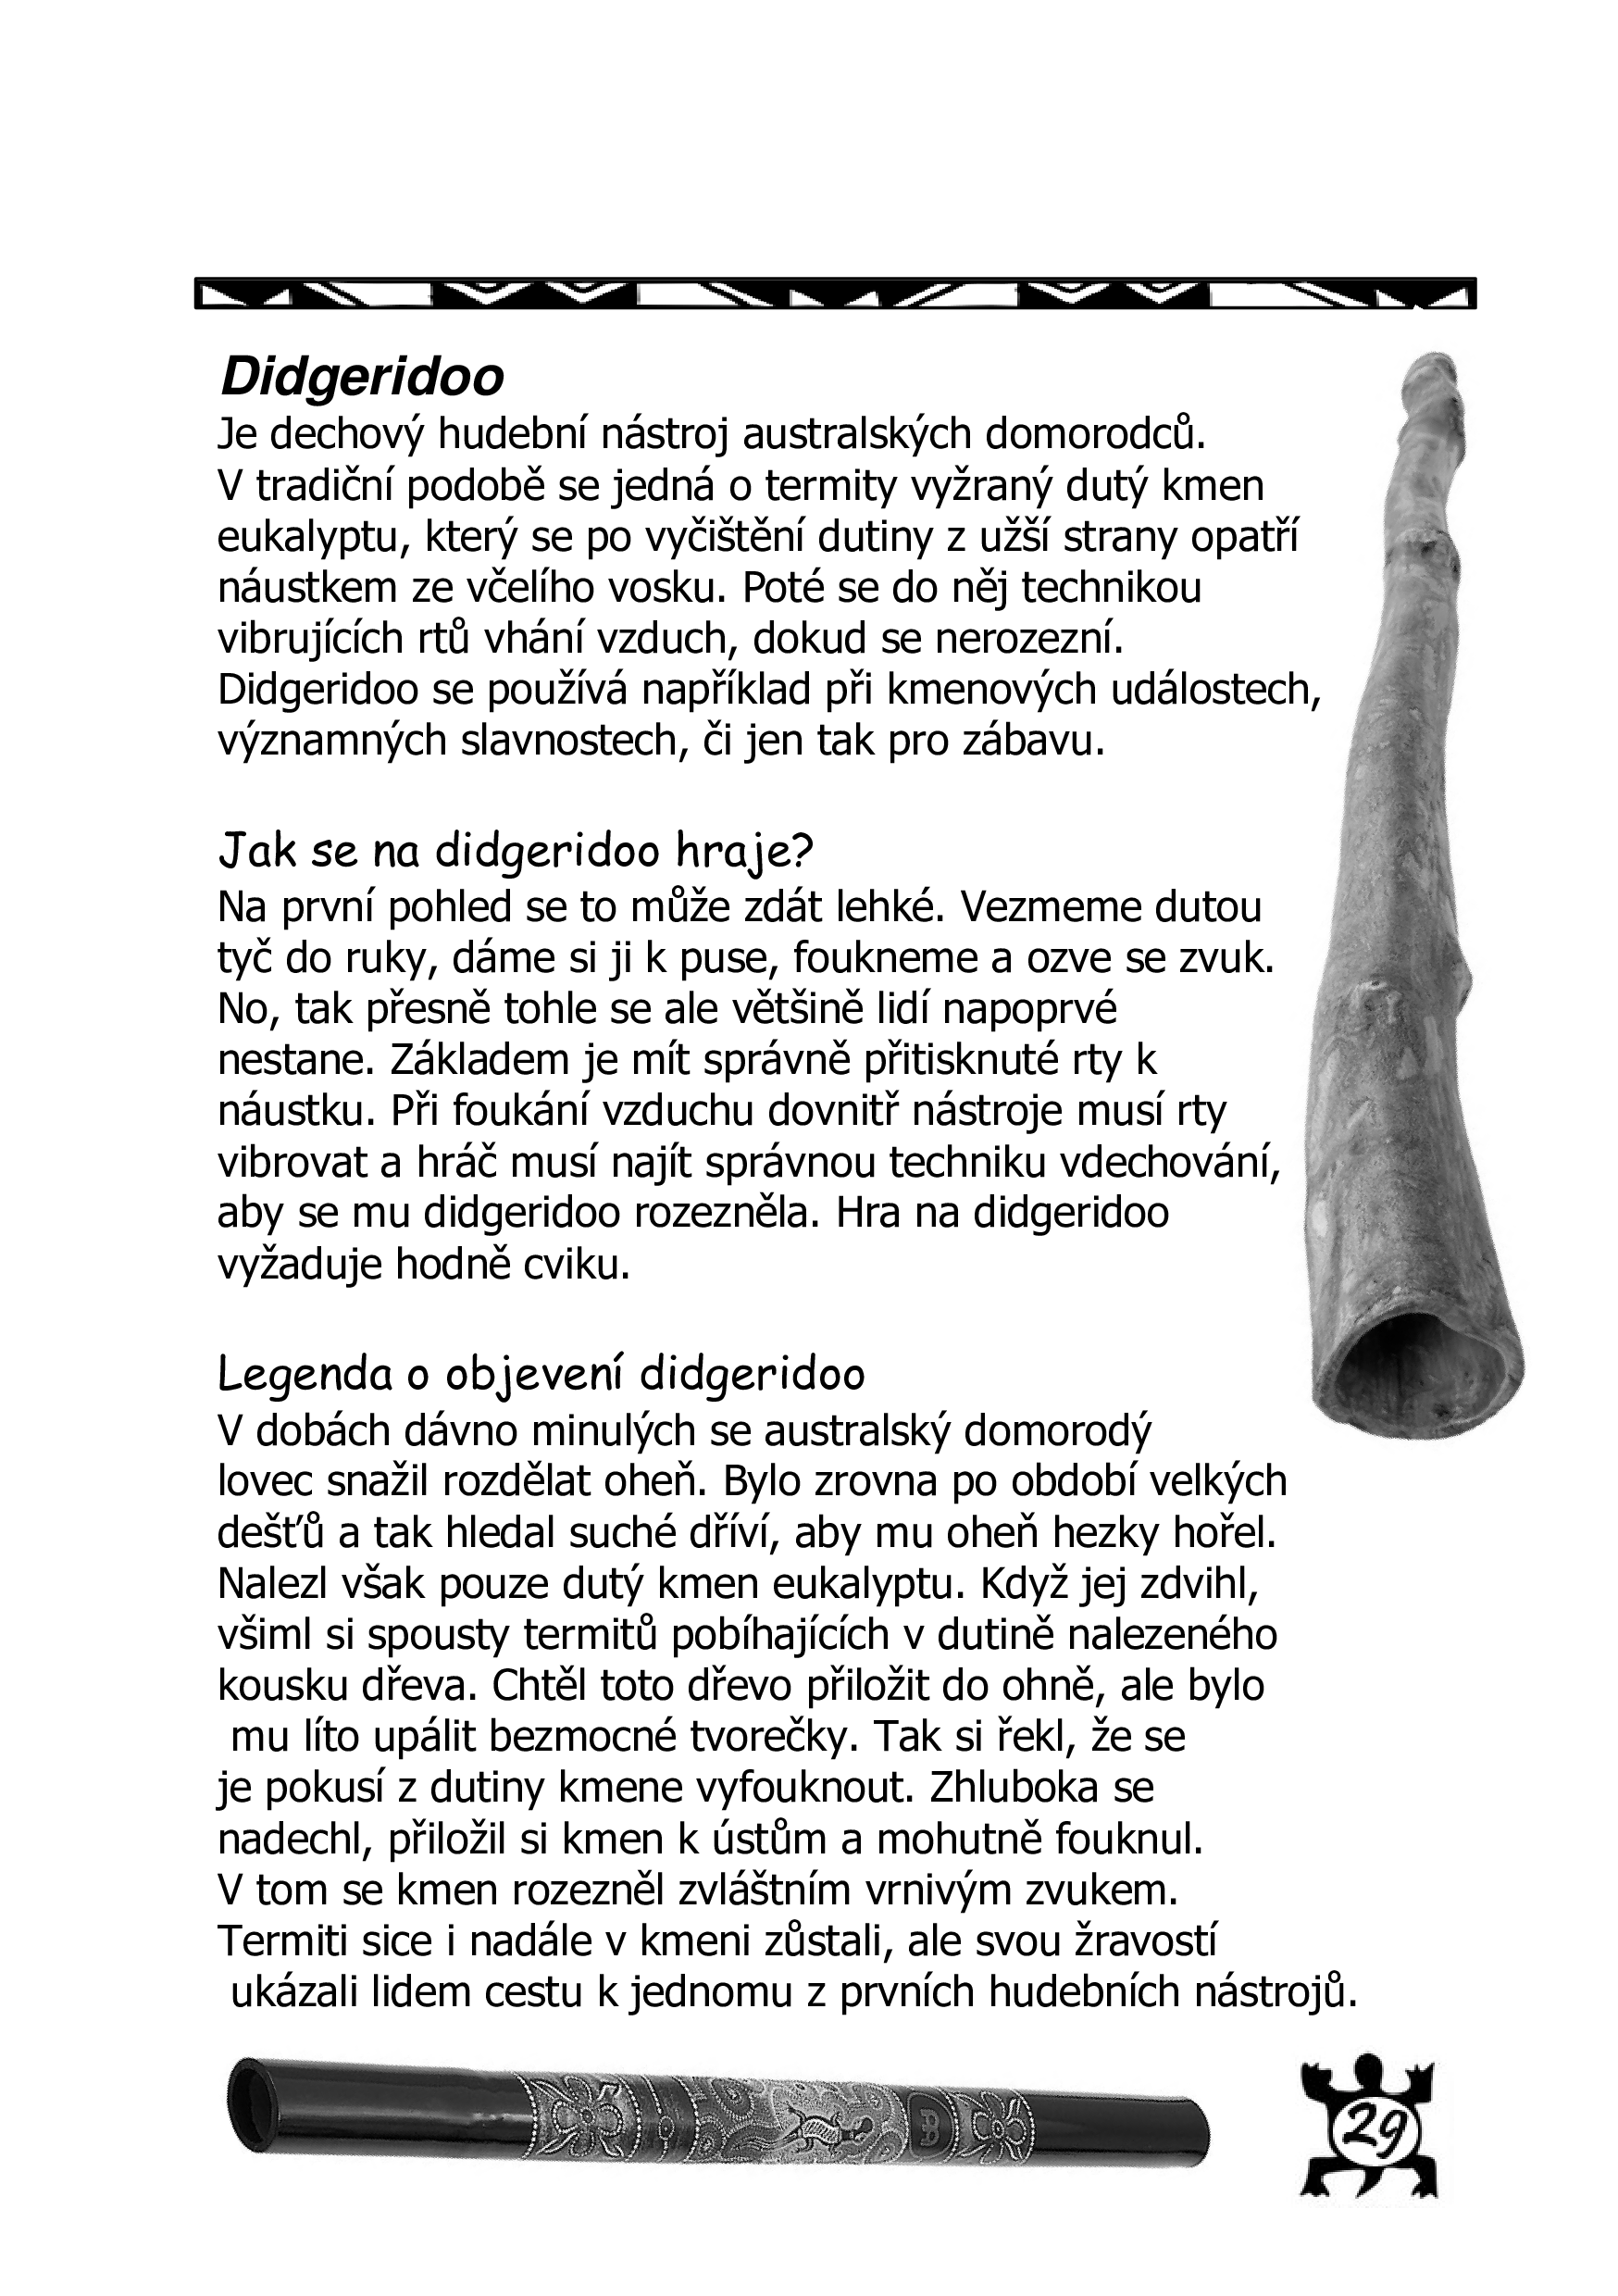 Didgeridoo
Je dechový hudební nástroj australských domorodců.
V tradiční podobě se jedná o termity vyžraný dutý kmen
eukalyptu, který se po vyčištění dutiny z užší strany opatří
náustkem ze včelího vosku. Poté se do něj technikou
vibrujících rtů vhání vzduch, dokud se nerozezní.
Didgeridoo se používá například při kmenových událostech,
významných slavnostech, či jen tak pro zábavu.
Jak se na didgeridoo hraje?
Na první pohled se to může zdát lehké. Vezmeme dutou
tyč do ruky, dáme si ji k puse, foukneme a ozve se zvuk.
No, tak přesně tohle se ale většině lidí napoprvé
nestane. Základem je mít správně přitisknuté rty k
náustku. Při foukání vzduchu dovnitř nástroje musí rty
vibrovat a hráč musí najít správnou techniku vdechování,
aby se mu didgeridoo rozezněla. Hra na didgeridoo
vyžaduje hodně cviku.
Legenda o objevení didgeridoo
V dobách dávno minulých se australský domorodý
lovec snažil rozdělat oheň. Bylo zrovna po období velkých
dešťů a tak hledal suché dříví, aby mu oheň hezky hořel.
Nalezl však pouze dutý kmen eukalyptu. Když jej zdvihl,
všiml si spousty termitů pobíhajících v dutině nalezeného
kousku dřeva. Chtěl toto dřevo přiložit do ohně, ale bylo
mu líto upálit bezmocné tvorečky. Tak si řekl, že se
je pokusí z dutiny kmene vyfouknout. Zhluboka se
nadechl, přiložil si kmen k ústům a mohutně fouknul.
V tom se kmen rozezněl zvláštním vrnivým zvukem.
Termiti sice i nadále v kmeni zůstali, ale svou žravostí
ukázali lidem cestu k jednomu z prvních hudebních nástrojů.
29